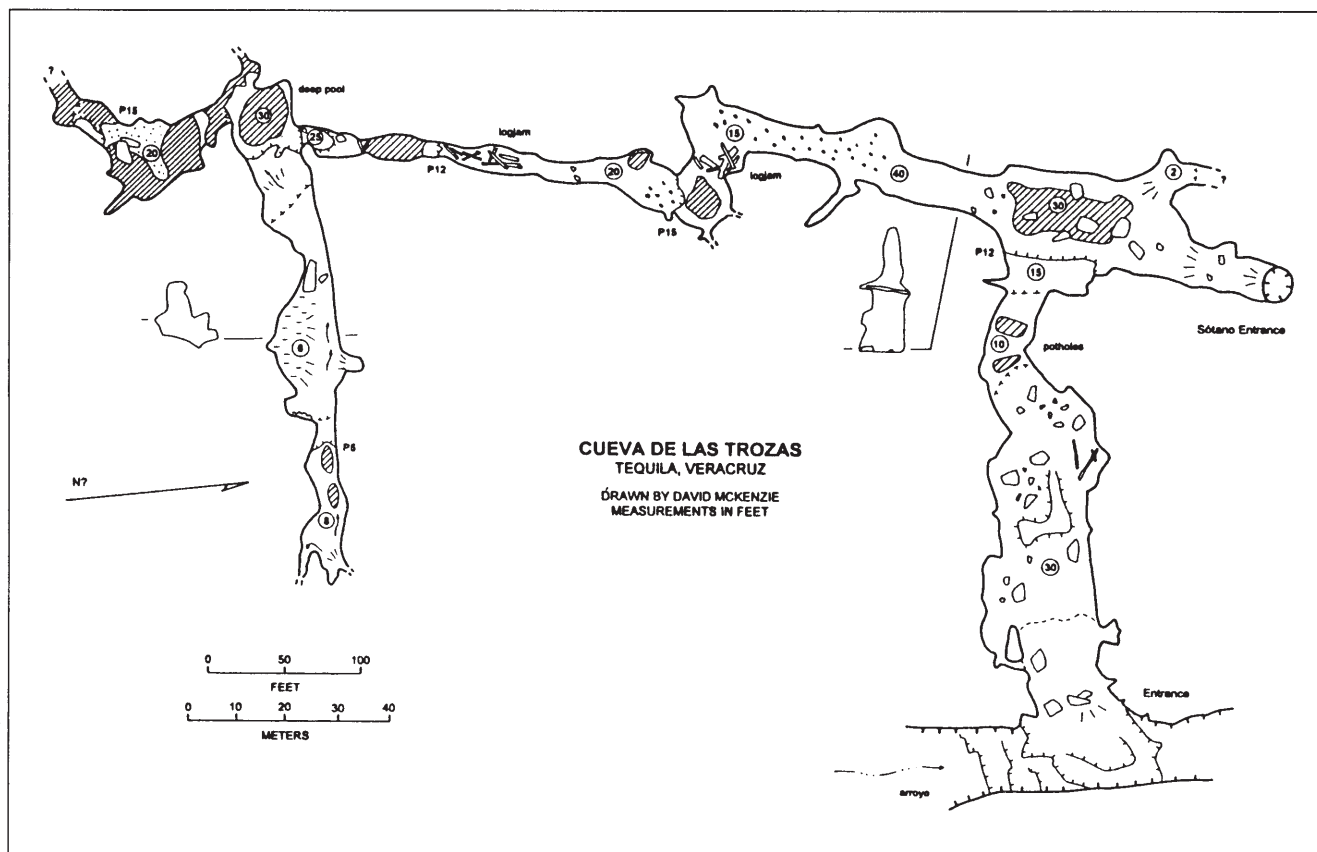 ?
P15
20
30
deep pool
25
P12
logjam
20
P15
15
logjam
40
30
2
?
P12
15
Sótano Entrance
10
potholes
6
P5
8
N?
CUEVA DE LAS TROZAS
TEQUILA, VERACRUZ
DRAWN BY DAVID MCKENZIE
MEASUREMENTS IN FEET
30
0 50 100
FEET
0 10 20 30 40
METERS
Entrance
arroyo